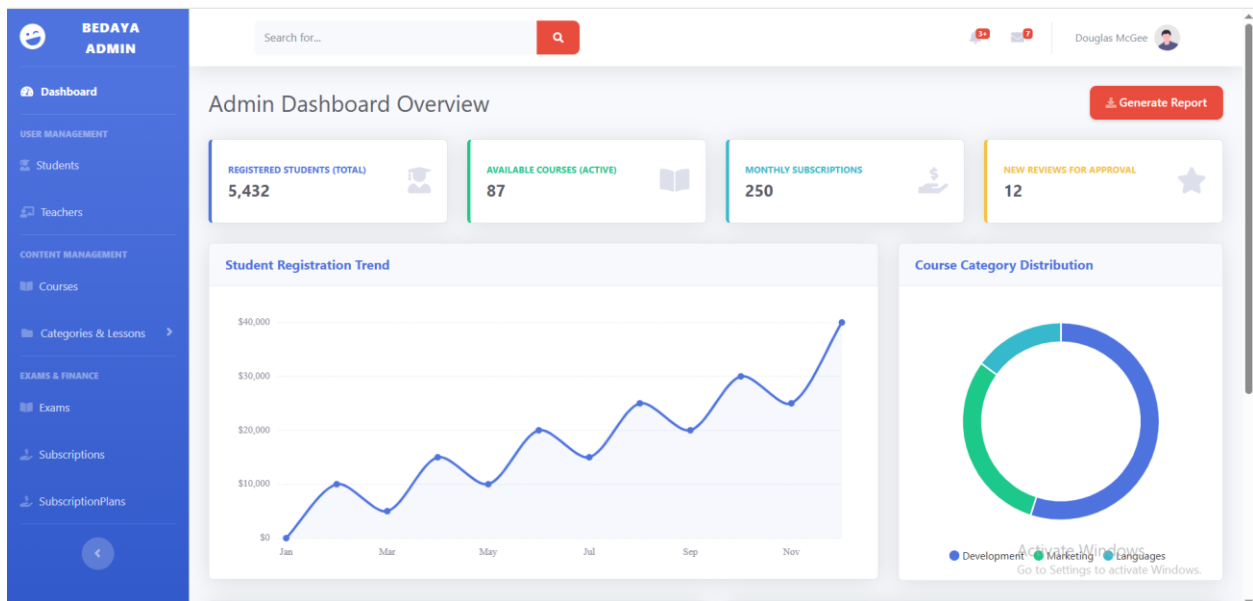 BEDAYA
ADMIN
Search for...
3+
7
Douglas McGee
Dashboard
USER MANAGEMENT
Students
Teachers
CONTENT MANAGEMENT
Courses
Categories & Lessons
EXAMS & FINANCE
Exams
Subscriptions
SubscriptionPlans
Admin Dashboard Overview
Generate Report
REGISTERED STUDENTS (TOTAL)
5,432
AVAILABLE COURSES (ACTIVE)
87
MONTHLY SUBSCRIPTIONS
250
NEW REVIEWS FOR APPROVAL
12
Student Registration Trend
$40,000
$30,000
$20,000
$10,000
$0
Jan Mar May Jul Sep Nov
Course Category Distribution
Development Marketing Languages
Activate Windows
Go to Settings to activate Windows.